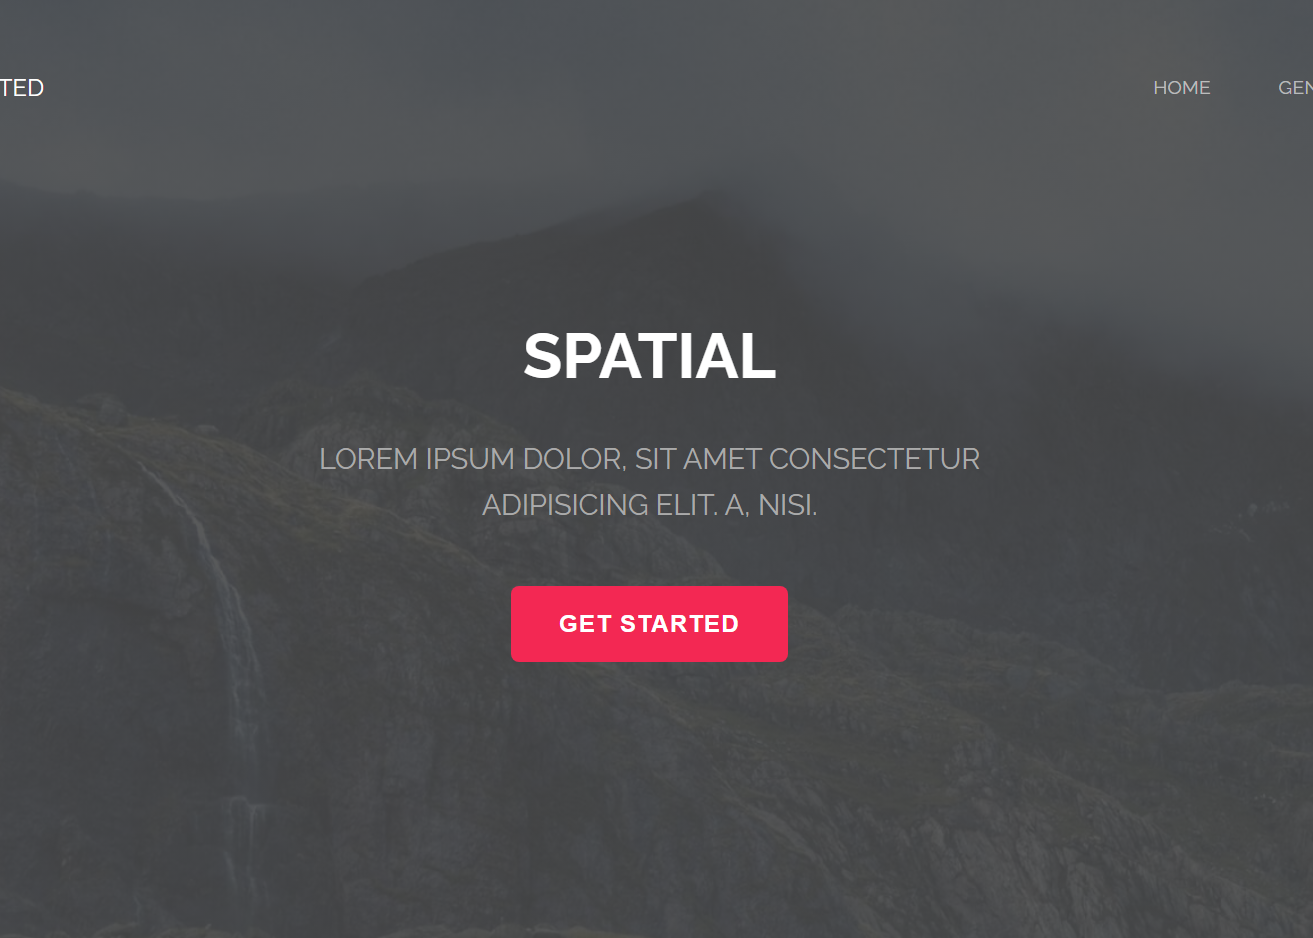 TED
HOME
GEN
SPATIAL
LOREM IPSUM DOLOR, SIT AMET CONSECTETUR
ADIPISICING ELIT. A, NISI.
GET STARTED